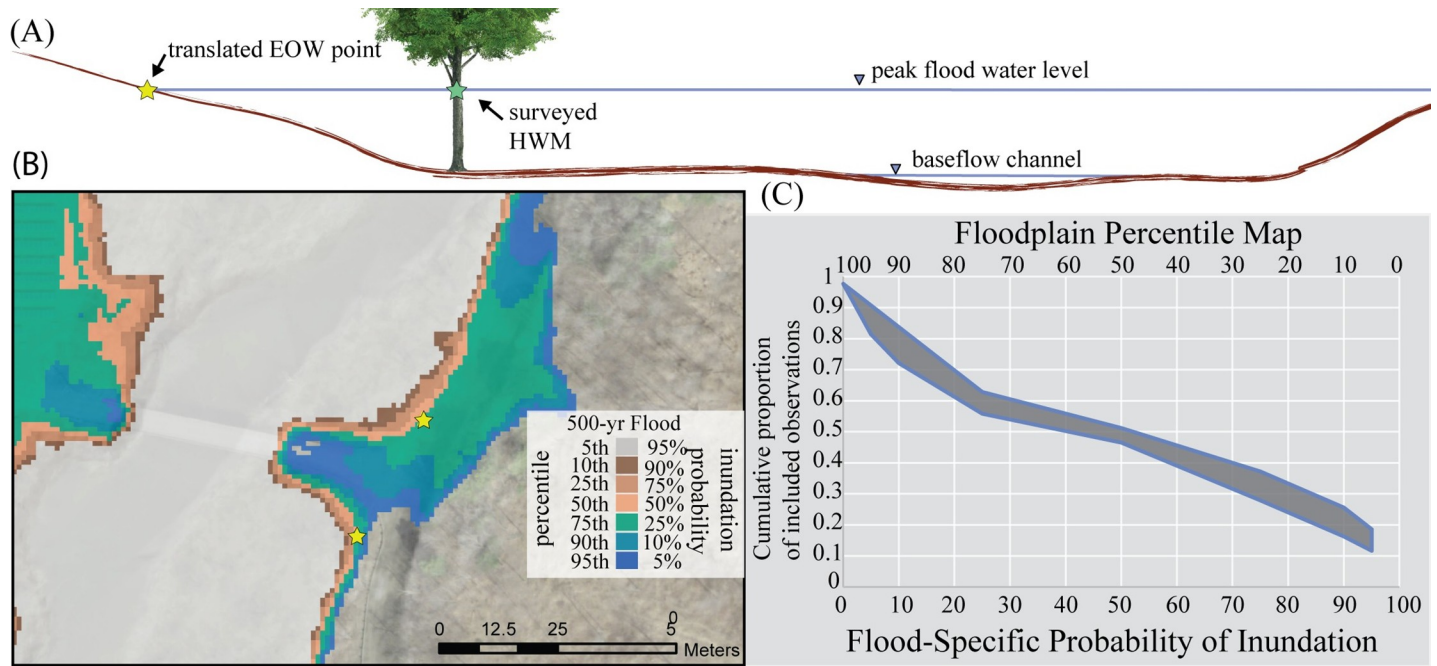 (A)
translated EOW point
peak flood water level
surveyed
HWM
baseflow channel
(B)
500-yr Flood
percentile
5th 95%
10th 90%
25th 75%
50th 50%
75th 25%
90th 10%
95th 5%
inundation
probability
0 12.5 25 5
0
Meters
(C)
Floodplain Percentile Map
100 90 80 70 60 50 40 30 20 10 0
Cumulative proportion
of included observations
1
0.9
0.8
0.7
0.6
0.5
0.4
0.3
0.2
0.1
0
0 10 20 30 40 50 60 70 80 90 100
Flood-Specific Probability of Inundation